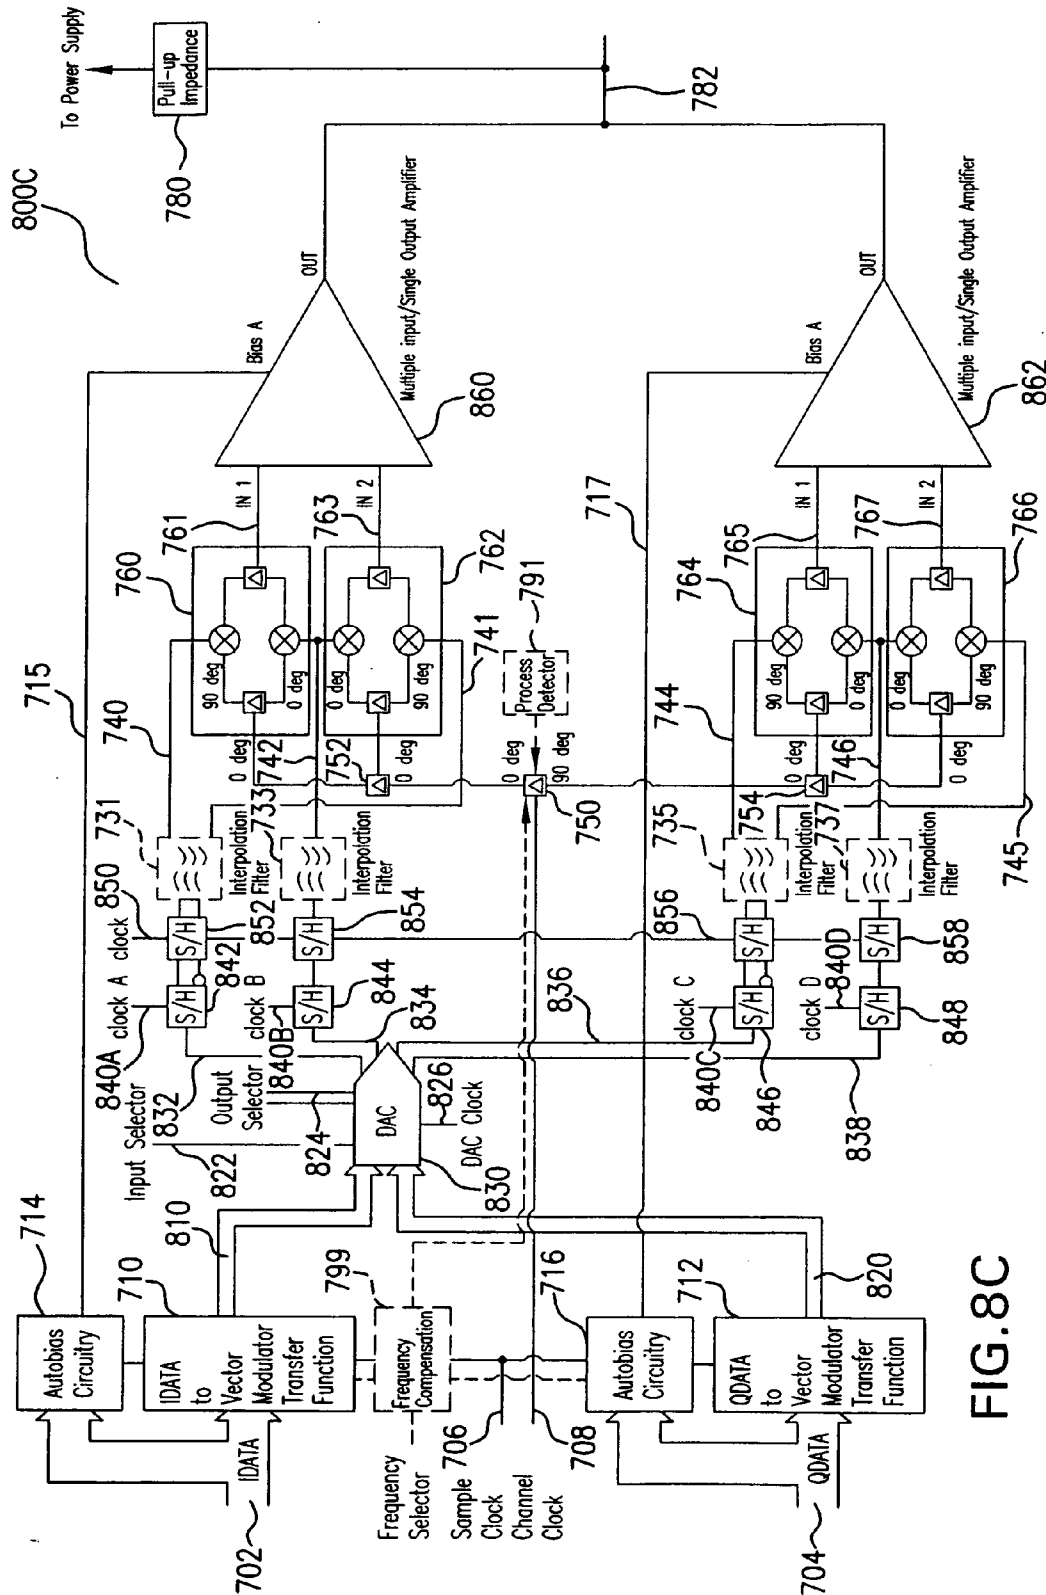 800C
To Power Supply
Pull-up
Impedance
780
782
715
Bias A
OUT
Multiple input/Single Output Amplifier
860
IN 1
IN 2
761
763
760
762
90 deg
0 deg
0 deg
90 deg
741
740
742
0 deg
752
0 deg
731
733
Interpolation
Filter
Interpolation
Filter
850
clock
852
S/H
854
S/H
clock A
842
S/H
clock B
844
S/H
840A
840B
834
832
Input Selector
822
Output
Selector
824
DAC
826
DAC Clock
830
836
838
791
Process
Detector
0 deg
90 deg
750
717
Bias A
OUT
Multiple input/Single Output Amplifier
862
IN 1
IN 2
765
767
764
766
90 deg
0 deg
0 deg
90 deg
744
746
754
0 deg
745
735
737
Interpolation
Filter
Interpolation
Filter
856
S/H
858
S/H
clock C
840C
S/H
846
clock D
840D
S/H
848
714
Autobias
Circuitry
710
IDATA
to
Vector
Modulator
Transfer
Function
810
IDATA
702
799
Frequency
Compensation
Frequency
Selector
706
Sample
Clock
Channel
Clock
708
716
Autobias
Circuitry
712
QDATA
to
Vector
Modulator
Transfer
Function
820
QDATA
704
FIG.8C